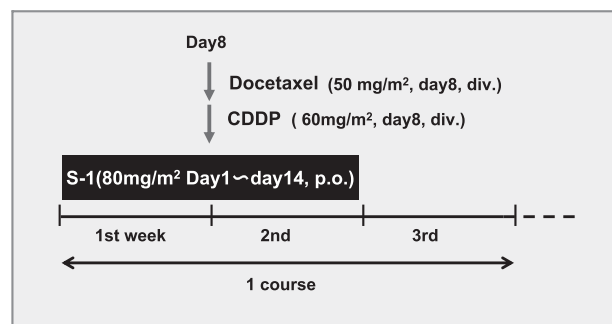 Day8
Docetaxel (50 mg/m², day8, div.)
CDDP ( 60mg/m², day8, div.)
S-1(80mg/m² Day1〜day14, p.o.)
1st week 2nd 3rd
1 course